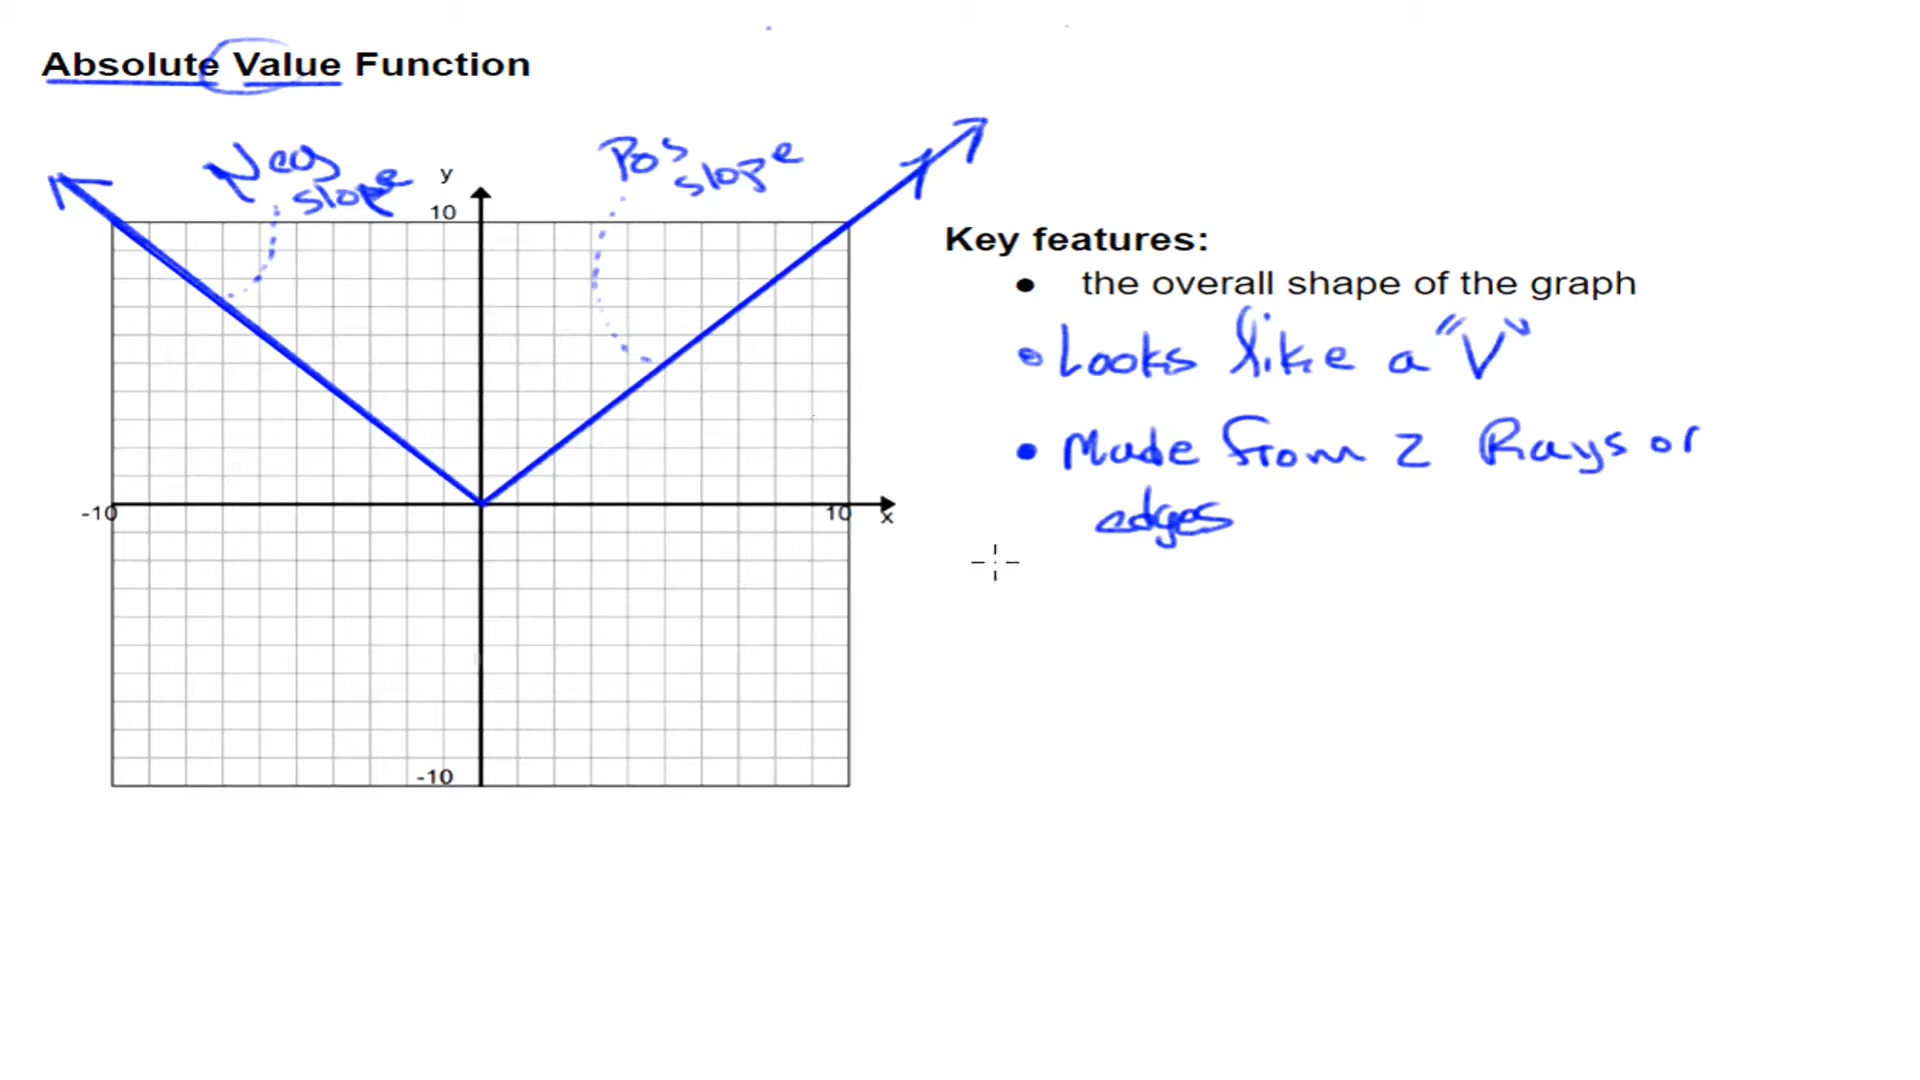 Absolute Value Function
Neg
slope
Pos
slope
y
10
-10
10
x
-10
Key features:
● the overall shape of the graph
• Looks like a "V"
• Made from 2 Rays or
edges